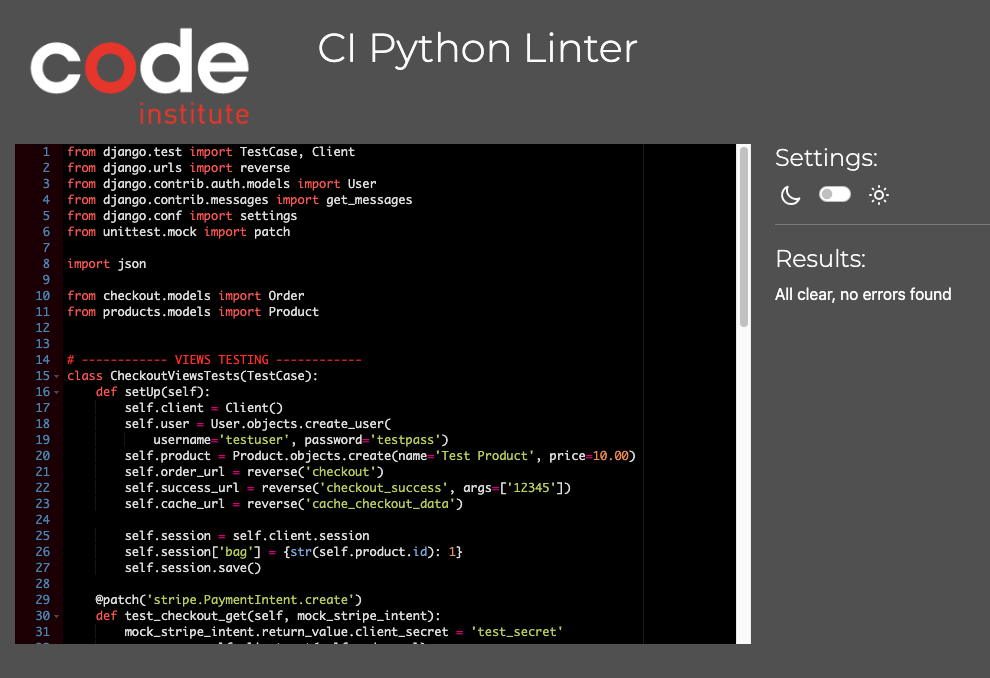 code
institute
CI Python Linter
1 from django.test import TestCase, Client
2 from django.urls import reverse
3 from django.contrib.auth.models import User
4 from django.contrib.messages import get_messages
5 from django.conf import settings
6 from unittest.mock import patch
7
8 import json
9
10 from checkout.models import Order
11 from products.models import Product
12
13
14 # ------------ VIEWS TESTING ------------
15 class CheckoutViewsTests(TestCase):
16     def setUp(self):
17         self.client = Client()
18         self.user = User.objects.create_user(
19             username='testuser', password='testpass')
20         self.product = Product.objects.create(name='Test Product', price=10.00)
21         self.order_url = reverse('checkout')
22         self.success_url = reverse('checkout_success', args=['12345'])
23         self.cache_url = reverse('cache_checkout_data')
24
25         self.session = self.client.session
26         self.session['bag'] = {str(self.product.id): 1}
27         self.session.save()
28
29     @patch('stripe.PaymentIntent.create')
30     def test_checkout_get(self, mock_stripe_intent):
31         mock_stripe_intent.return_value.client_secret = 'test_secret'
Settings:
Results:
All clear, no errors found